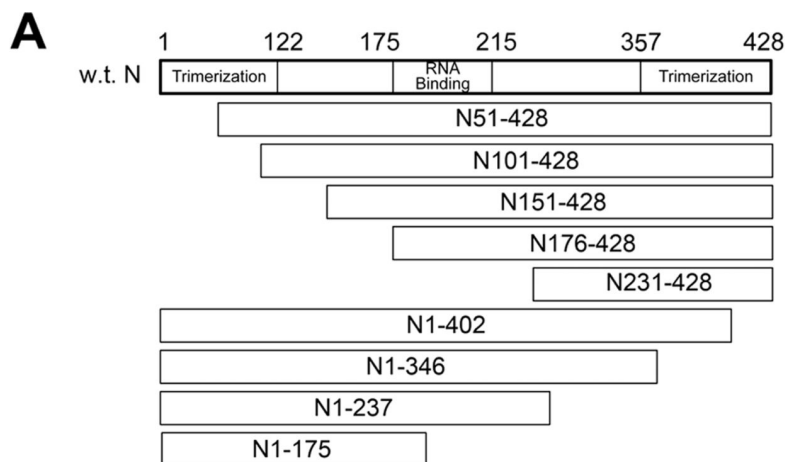 A
1 122 175 215 357 428
w.t. N
Trimerization
RNA
Binding
Trimerization
N51-428
N101-428
N151-428
N176-428
N231-428
N1-402
N1-346
N1-237
N1-175